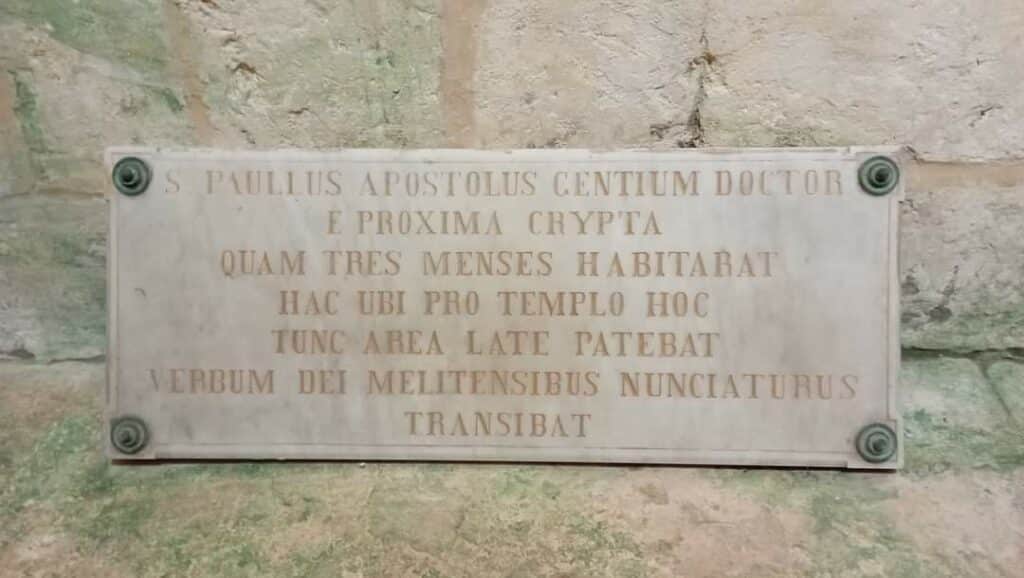 S PAULLUS APOSTOLUS GENTIUM DOCTOR
E PROXIMA CRYPTA
QUAM TRES MENSES HABITARAT
HAC UBI PRO TEMPLO HOC
TUNC AREA LATE PATEBAT
VERBUM DEI MELITENSIBUS NUNCIATURUS
TRANSIBAT